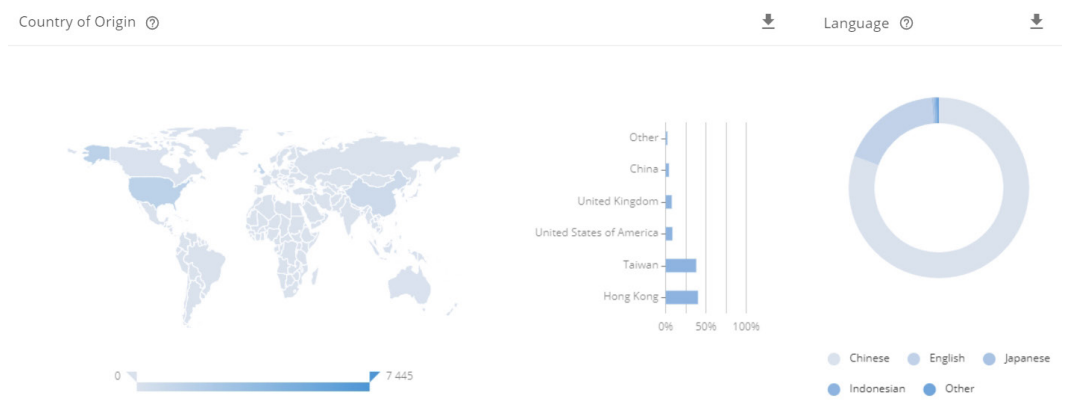 Country of Origin ?
Language ?
Other
China
United Kingdom
United States of America
Taiwan
Hong Kong
0% 50% 100%
0 7 445
Chinese English Japanese
Indonesian Other